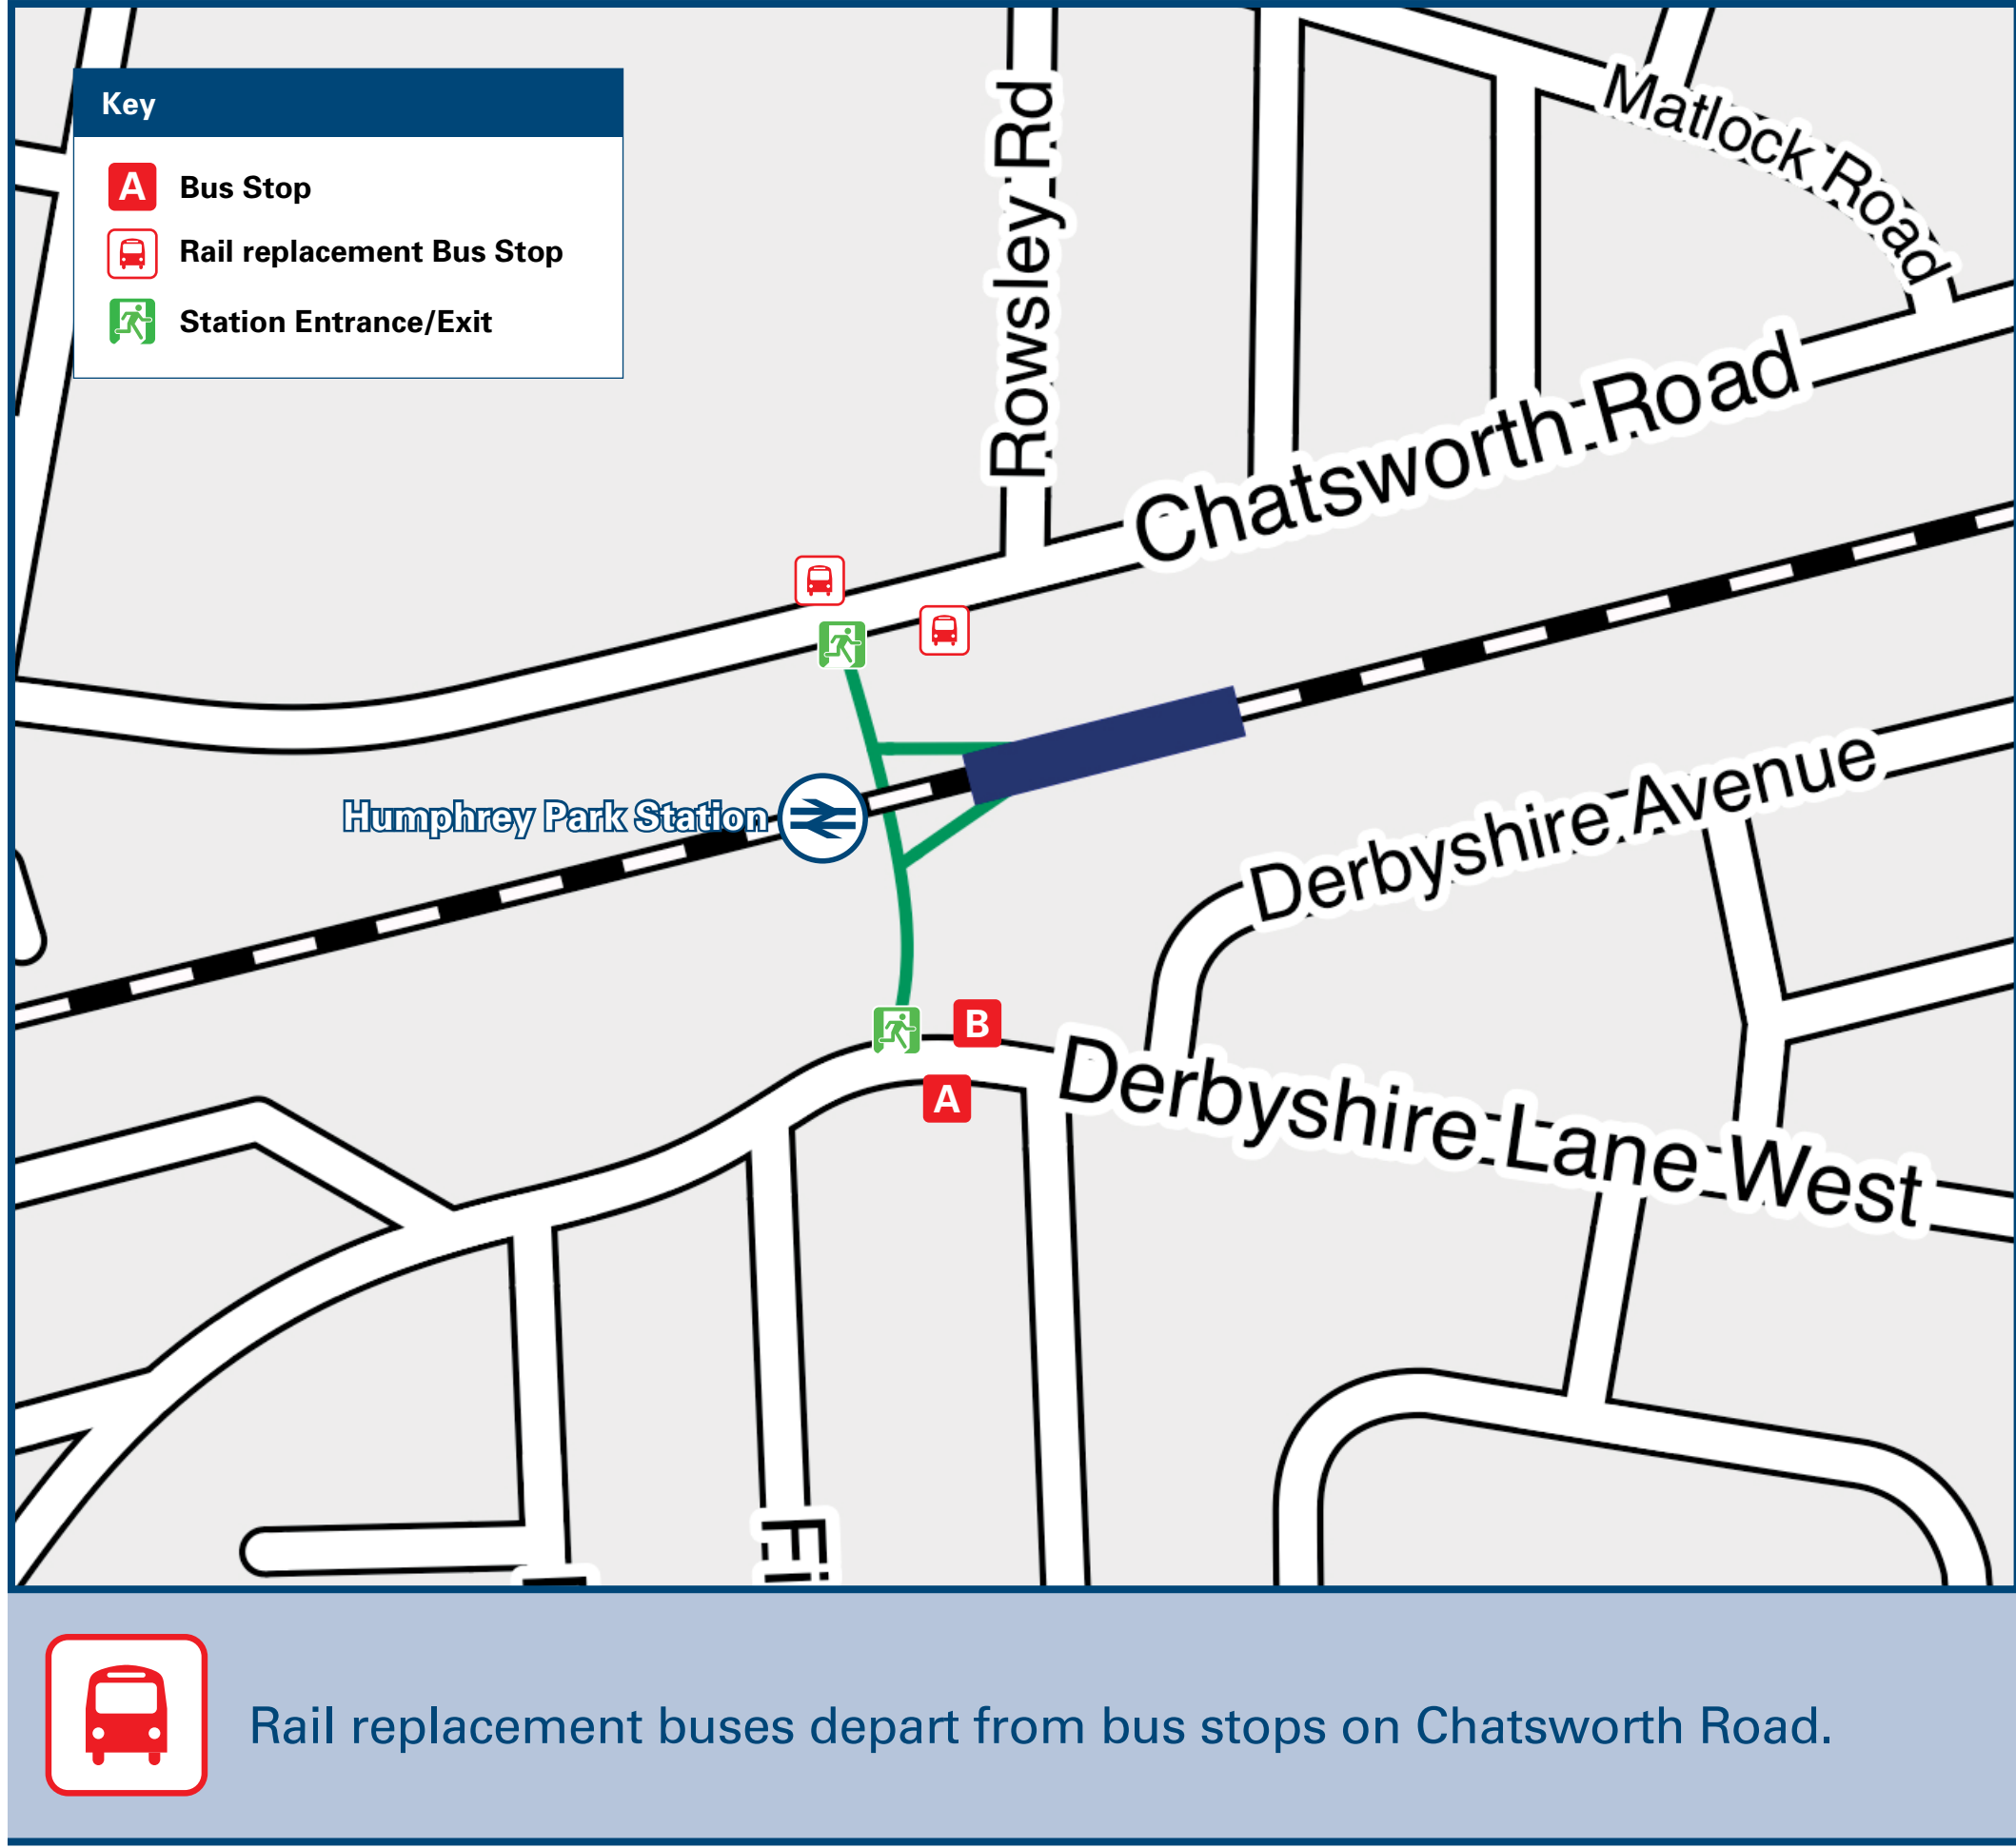 Key
A
Bus Stop
Rail replacement Bus Stop
Station Entrance/Exit
Rowsley Rd
Matlock Road
Chatsworth Road
Humphrey Park Station
Derbyshire Avenue
B
A
Derbyshire Lane West
Fi
Rail replacement buses depart from bus stops on Chatsworth Road.